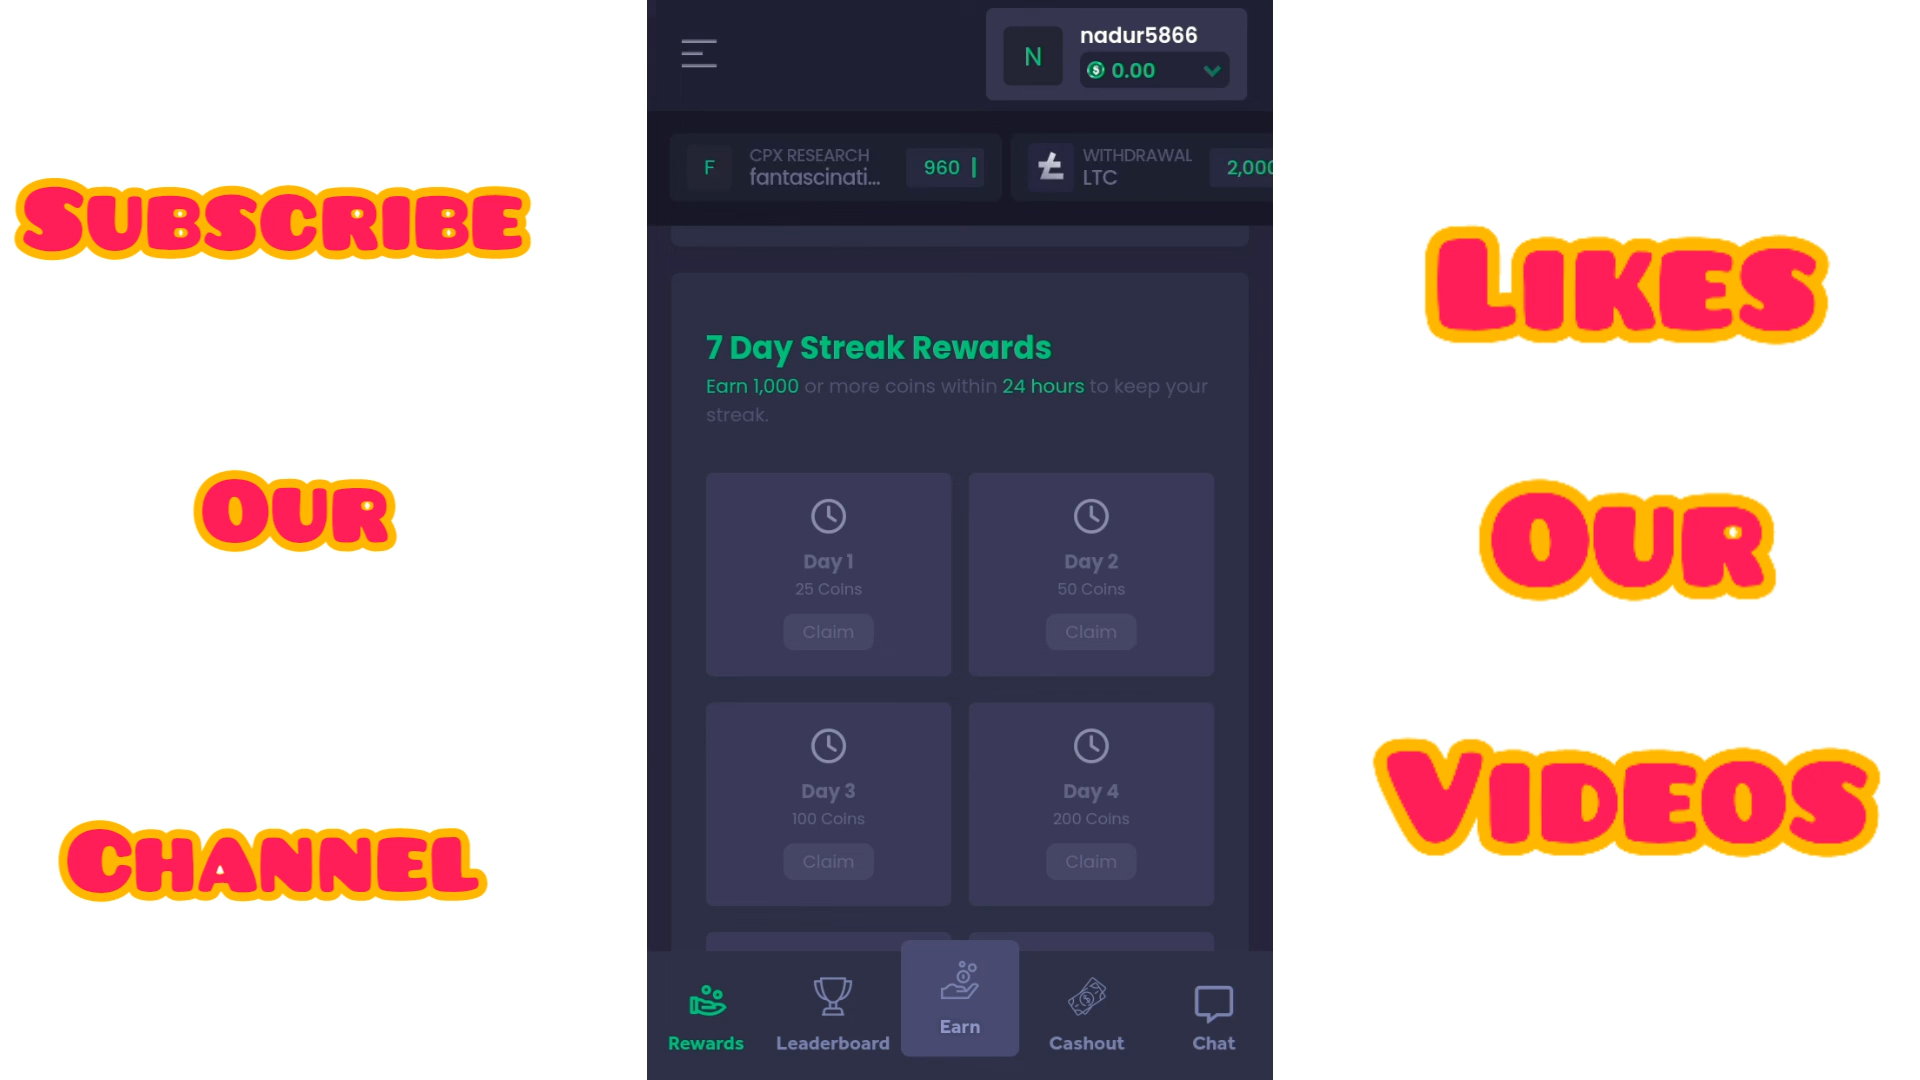 Subscribe
Our
Channel
N
nadur5866
0.00
F
CPX RESEARCH
fantascinati...
960
WITHDRAWAL
LTC
2,000
7 Day Streak Rewards
Earn 1,000 or more coins within 24 hours to keep your
streak.
Day 1
25 Coins
Claim
Day 2
50 Coins
Claim
Day 3
100 Coins
Claim
Day 4
200 Coins
Claim
Rewards
Leaderboard
Earn
Cashout
Chat
Likes
Our
Videos